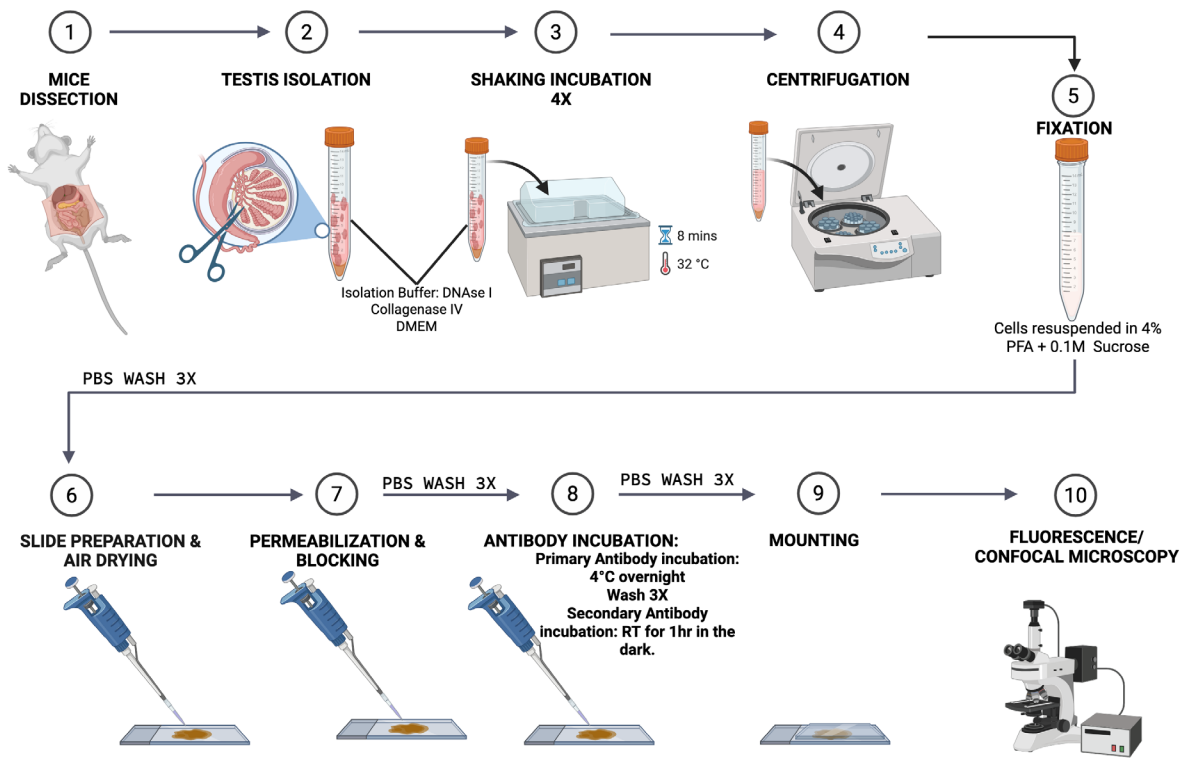 1
MICE
DISSECTION
2
TESTIS ISOLATION
3
SHAKING INCUBATION
4X
4
CENTRIFUGATION
5
FIXATION
8 mins
32 °C
Isolation Buffer: DNAse I
Collagenase IV
DMEM
Cells resuspended in 4%
PFA + 0.1M Sucrose
PBS WASH 3X
6
SLIDE PREPARATION &
AIR DRYING
7
PERMEABILIZATION &
BLOCKING
PBS WASH 3X
8
ANTIBODY INCUBATION:
Primary Antibody incubation:
4°C overnight
Wash 3X
Secondary Antibody
incubation: RT for 1hr in the
dark.
PBS WASH 3X
9
MOUNTING
10
FLUORESCENCE/
CONFOCAL MICROSCOPY